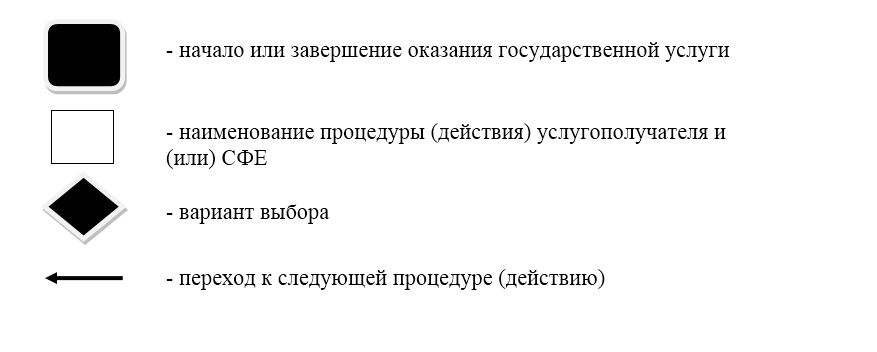 - начало или завершение оказания государственной услуги
- наименование процедуры (действия) услугополучателя и
(или) СФЕ
- вариант выбора
- переход к следующей процедуре (действию)